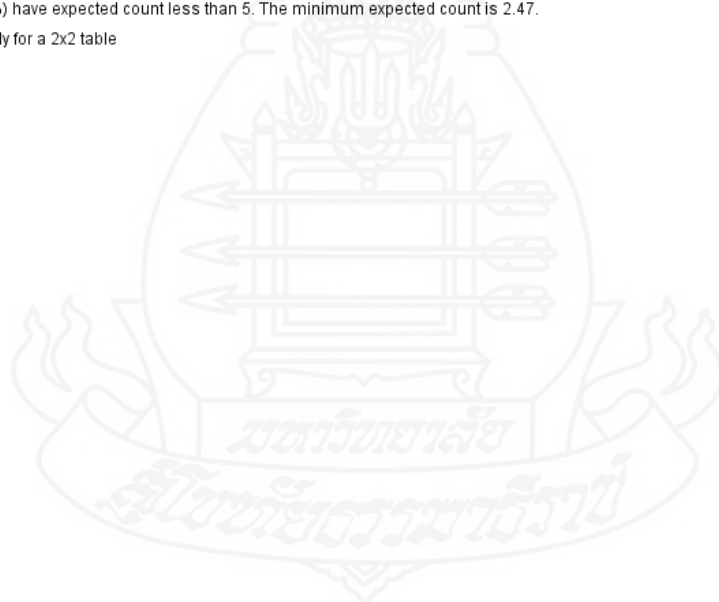 ) have expected count less than 5. The minimum expected count is 2.47.
ly for a 2x2 table
มหาวิทยาลัย
สุโขทัยธรรมาธิราช